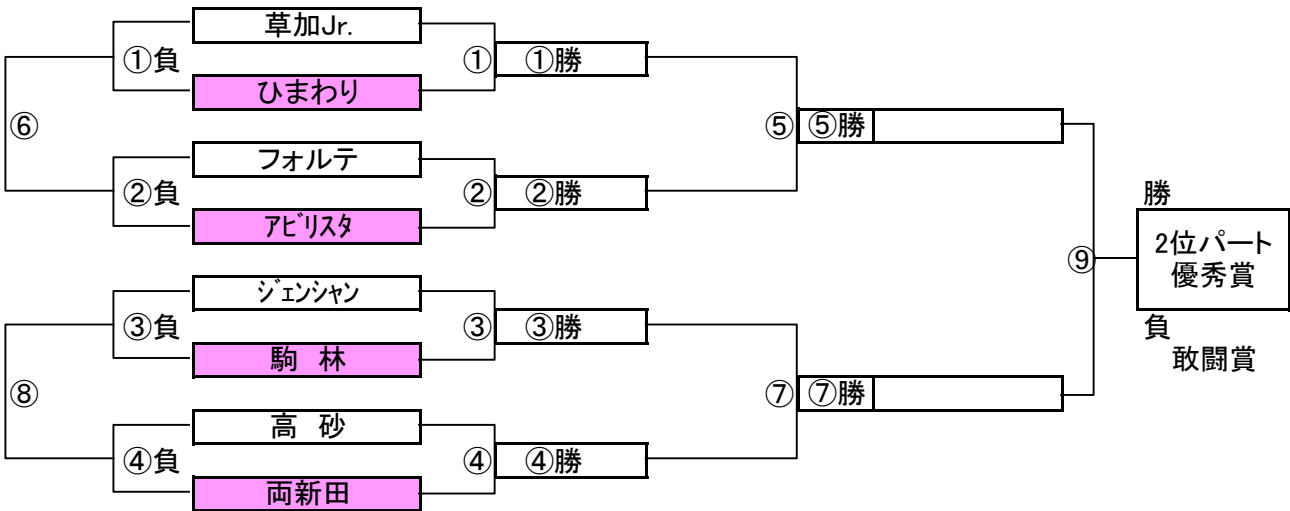 草加Jr.
①負 ① ①勝
ひまわり
⑥ ⑤ ⑤勝
フォルテ
②負 ② ②勝
アビリスタ
勝
2位パート
優秀賞
⑨
ジェンシャン
③負 ③ ③勝
負
駒 林
敢闘賞
⑧ ⑦ ⑦勝
高 砂
④負 ④ ④勝
両新田